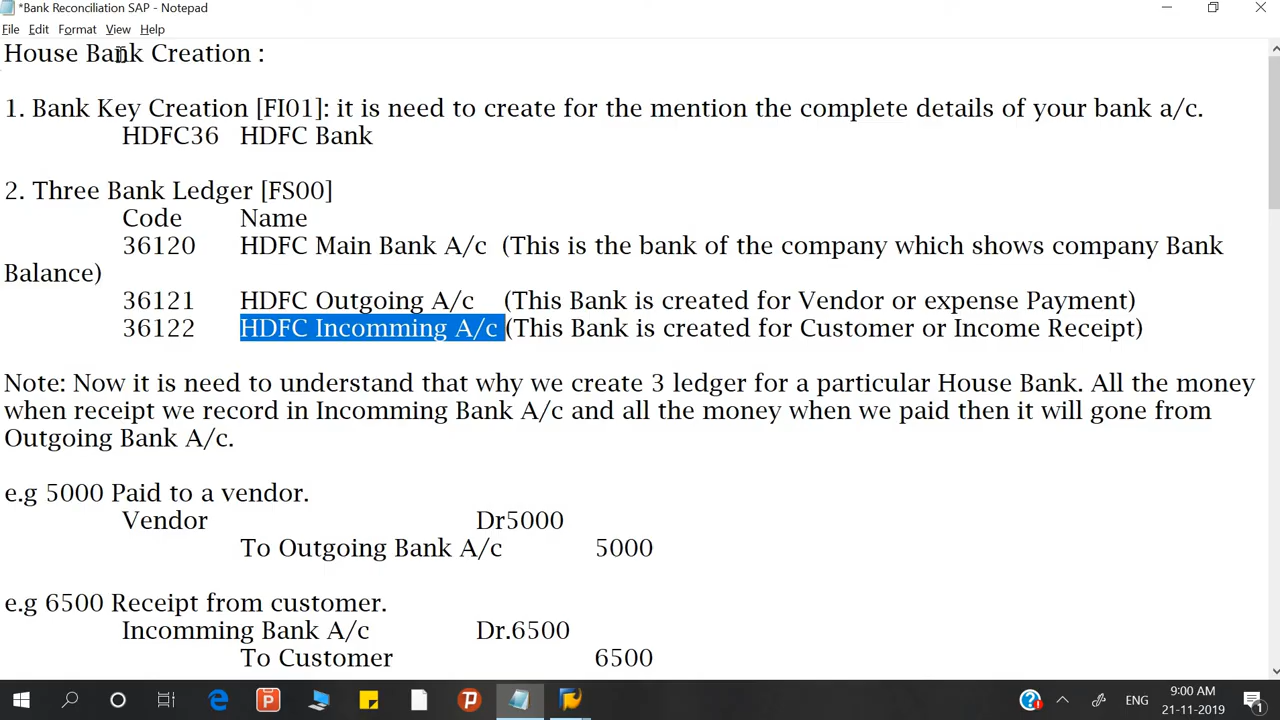 *Bank Reconciliation SAP - Notepad
File Edit Format View Help
House Bank Creation :
1. Bank Key Creation [FI01]: it is need to create for the mention the complete details of your bank a/c.
HDFC36 HDFC Bank
2. Three Bank Ledger [FS00]
Code Name
36120 HDFC Main Bank A/c (This is the bank of the company which shows company Bank
Balance)
36121 HDFC Outgoing A/c (This Bank is created for Vendor or expense Payment)
36122 HDFC Incomming A/c (This Bank is created for Customer or Income Receipt)
Note: Now it is need to understand that why we create 3 ledger for a particular House Bank. All the money
when receipt we record in Incomming Bank A/c and all the money when we paid then it will gone from
Outgoing Bank A/c.
e.g 5000 Paid to a vendor.
Vendor Dr5000
To Outgoing Bank A/c 5000
e.g 6500 Receipt from customer.
Incomming Bank A/c Dr.6500
To Customer 6500
ENG
9:00 AM
21-11-2019
1